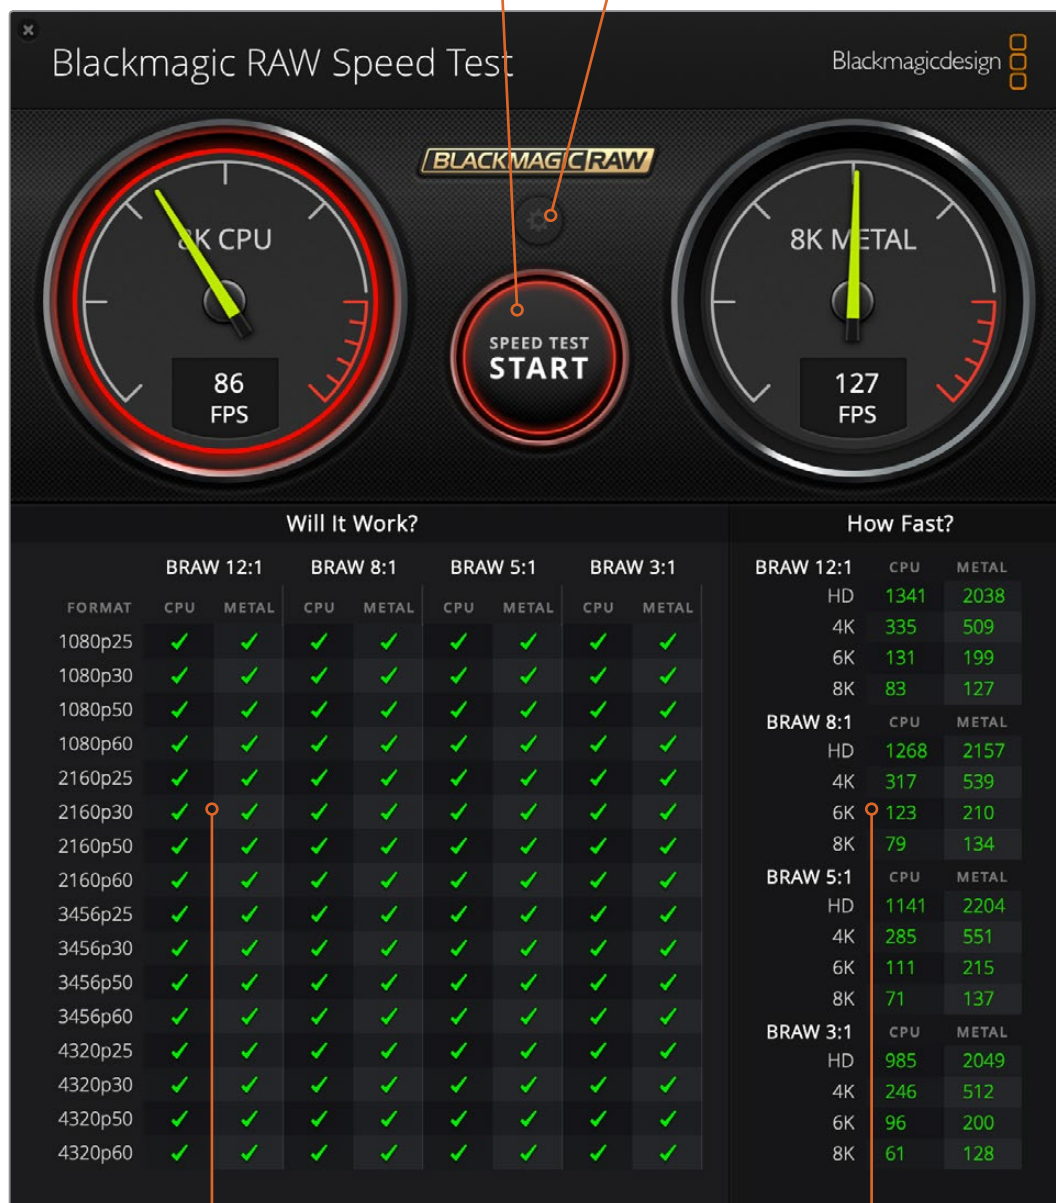 Blackmagic RAW Speed Test
Blackmagicdesign
BLACKMAGIC RAW
8K CPU
86
FPS
SPEED TEST
START
8K METAL
127
FPS
Will It Work?
BRAW 12:1 BRAW 8:1 BRAW 5:1 BRAW 3:1
FORMAT CPU METAL CPU METAL CPU METAL CPU METAL
1080p25 ✓ ✓ ✓ ✓ ✓ ✓ ✓ ✓
1080p30 ✓ ✓ ✓ ✓ ✓ ✓ ✓ ✓
1080p50 ✓ ✓ ✓ ✓ ✓ ✓ ✓ ✓
1080p60 ✓ ✓ ✓ ✓ ✓ ✓ ✓ ✓
2160p25 ✓ ✓ ✓ ✓ ✓ ✓ ✓ ✓
2160p30 ✓ ✓ ✓ ✓ ✓ ✓ ✓ ✓
2160p50 ✓ ✓ ✓ ✓ ✓ ✓ ✓ ✓
2160p60 ✓ ✓ ✓ ✓ ✓ ✓ ✓ ✓
3456p25 ✓ ✓ ✓ ✓ ✓ ✓ ✓ ✓
3456p30 ✓ ✓ ✓ ✓ ✓ ✓ ✓ ✓
3456p50 ✓ ✓ ✓ ✓ ✓ ✓ ✓ ✓
3456p60 ✓ ✓ ✓ ✓ ✓ ✓ ✓ ✓
4320p25 ✓ ✓ ✓ ✓ ✓ ✓ ✓ ✓
4320p30 ✓ ✓ ✓ ✓ ✓ ✓ ✓ ✓
4320p50 ✓ ✓ ✓ ✓ ✓ ✓ ✓ ✓
4320p60 ✓ ✓ ✓ ✓ ✓ ✓ ✓ ✓
How Fast?
BRAW 12:1 CPU METAL
HD 1341 2038
4K 335 509
6K 131 199
8K 83 127
BRAW 8:1 CPU METAL
HD 1268 2157
4K 317 539
6K 123 210
8K 79 134
BRAW 5:1 CPU METAL
HD 1141 2204
4K 285 551
6K 111 215
8K 71 137
BRAW 3:1 CPU METAL
HD 985 2049
4K 246 512
6K 96 200
8K 61 128